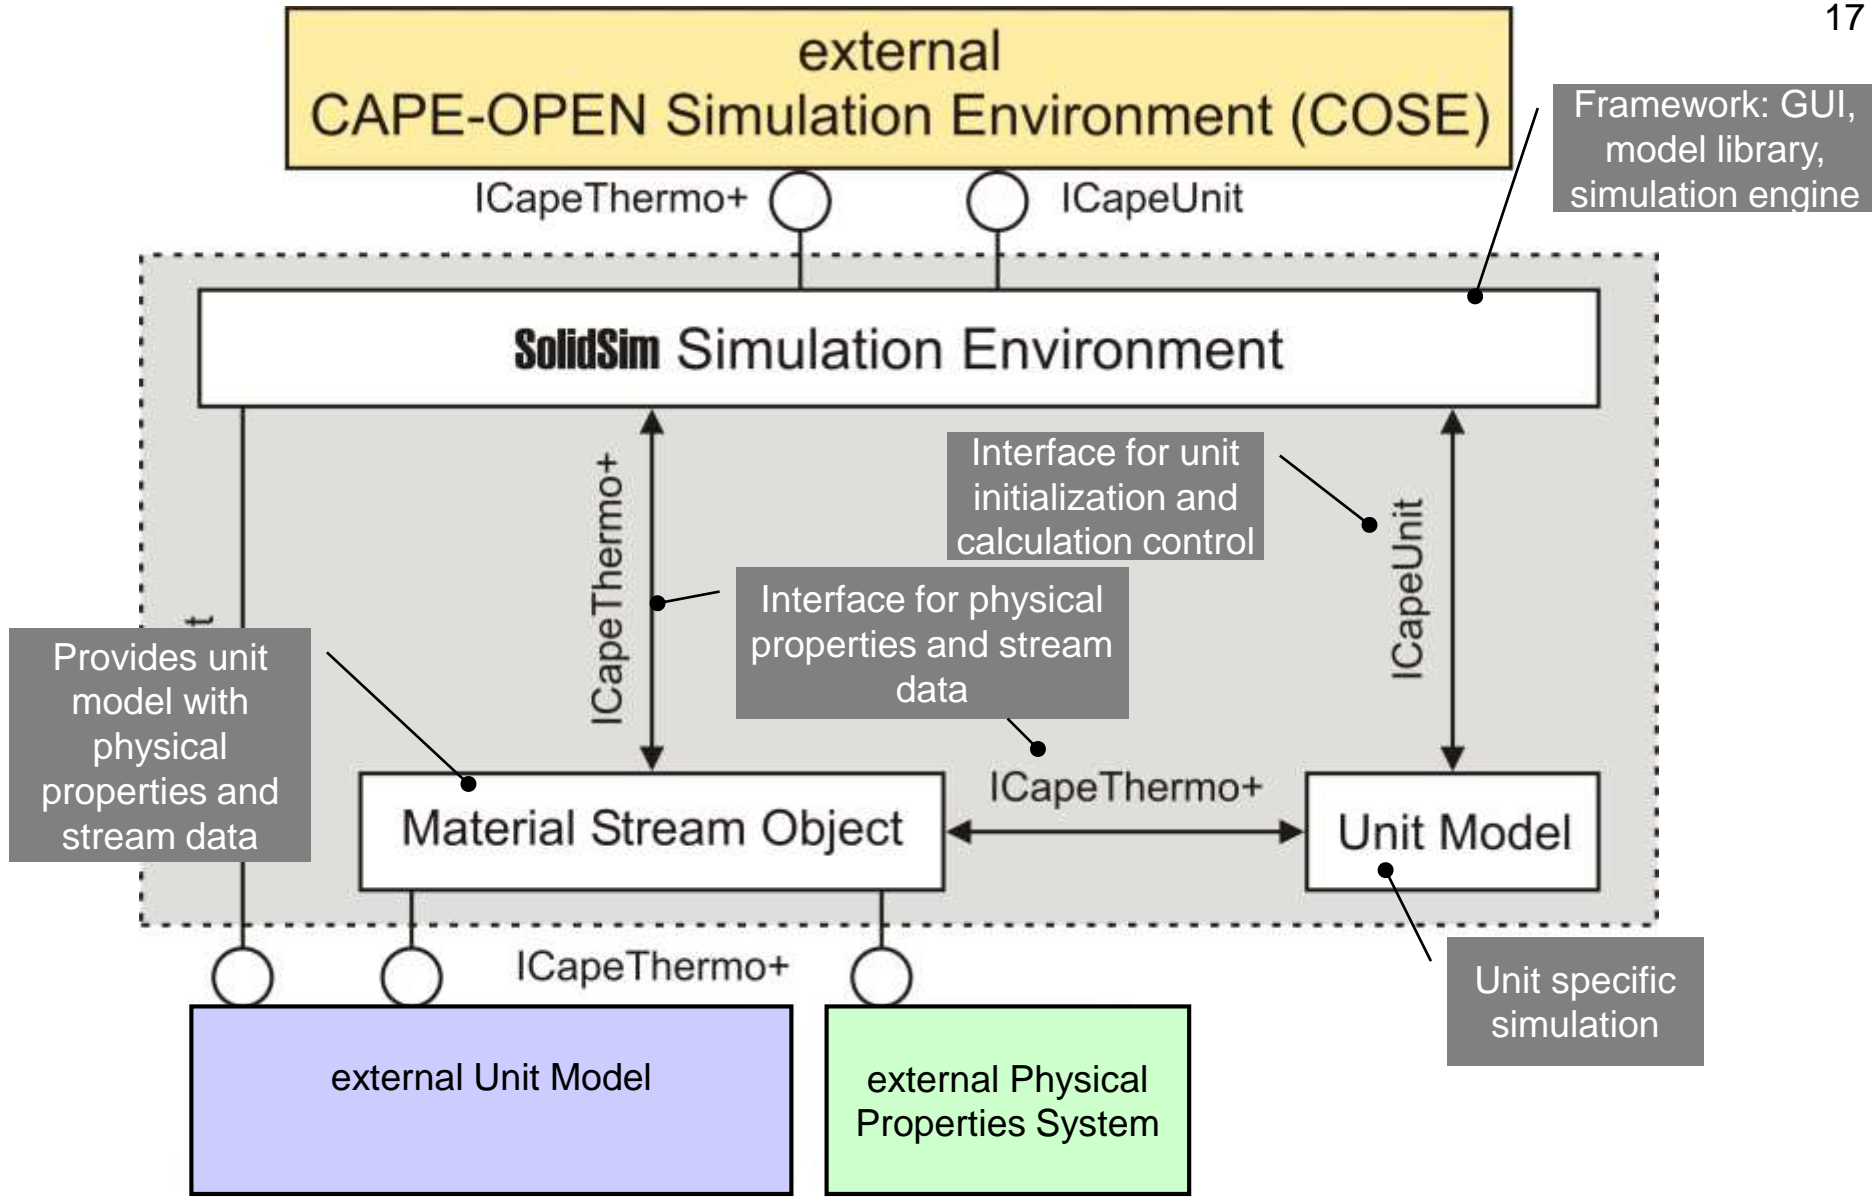 17
external
CAPE-OPEN Simulation Environment (COSE)
Framework: GUI,
model library,
simulation engine
ICapeThermo+
ICapeUnit
SolidSim Simulation Environment
ICapeThermo+
Interface for unit
initialization and
calculation control
ICapeUnit
Interface for physical
properties and stream
data
t
Provides unit
model with
physical
properties and
stream data
ICapeThermo+
Material Stream Object
Unit Model
ICapeThermo+
Unit specific
simulation
external Unit Model
external Physical
Properties System